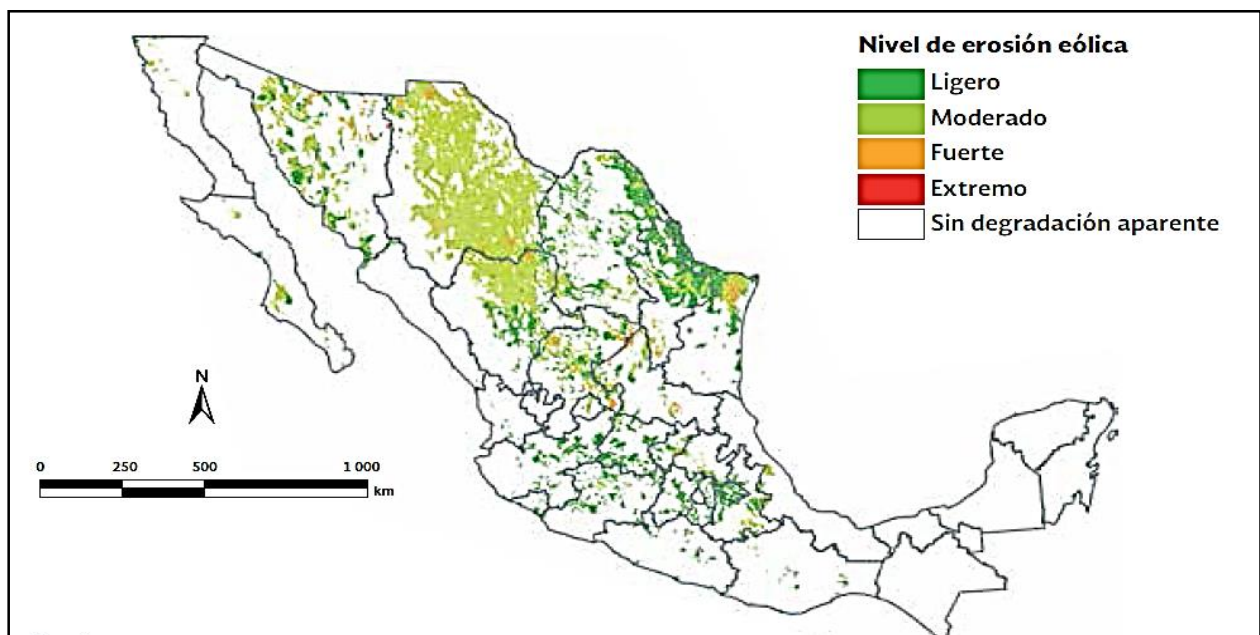 Nivel de erosión eólica
Ligero
Moderado
Fuerte
Extremo
Sin degradación aparente
N
0 250 500 1 000
km